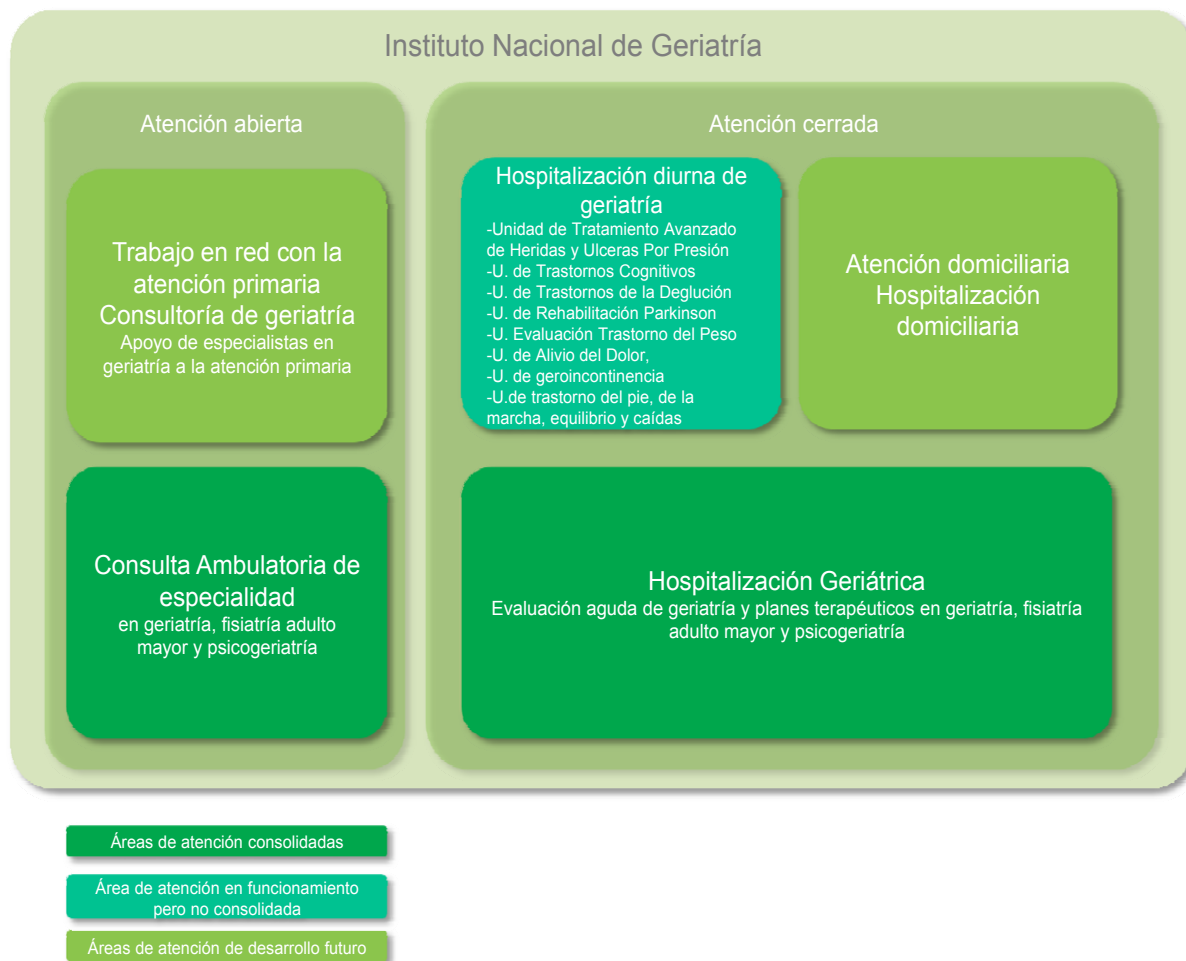 Instituto Nacional de Geriatría
Atención abierta
Trabajo en red con la
atención primaria
Consultoría de geriatría
Apoyo de especialistas en
geriatría a la atención primaria
Consulta Ambulatoria de
especialidad
en geriatría, fisiatría adulto
mayor y psicogeriatría
Atención cerrada
Hospitalización diurna de
geriatría
-Unidad de Tratamiento Avanzado
de Heridas y Ulceras Por Presión
-U. de Trastornos Cognitivos
-U. de Trastornos de la Deglución
-U. de Rehabilitación Parkinson
-U. Evaluación Trastorno del Peso
-U. de Alivio del Dolor,
-U. de geroincontinencia
-U.de trastorno del pie, de la
marcha, equilibrio y caídas
Atención domiciliaria
Hospitalización
domiciliaria
Hospitalización Geriátrica
Evaluación aguda de geriatría y planes terapéuticos en geriatría, fisiatría
adulto mayor y psicogeriatría
Áreas de atención consolidadas
Área de atención en funcionamiento
pero no consolidada
Áreas de atención de desarrollo futuro